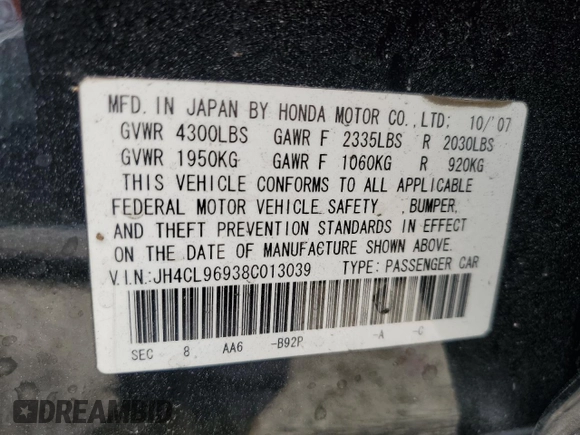 MFD. IN JAPAN BY HONDA MOTOR CO.,LTD: 10/'07
GVWR 4300LBS GAWR F 2335LBS R 2030LBS
GVWR 1950KG GAWR F 1060KG R 920KG
THIS VEHICLE CONFORMS TO ALL APPLICABLE
FEDERAL MOTOR VEHICLE SAFETY , BUMPER,
AND THEFT PREVENTION STANDARDS IN EFFECT
ON THE DATE OF MANUFACTURE SHOWN ABOVE.
V.I.N:JH4CL96938C013039 TYPE: PASSENGER CAR
SEC 8 AA6 -B92P -A -C
DREAMBID